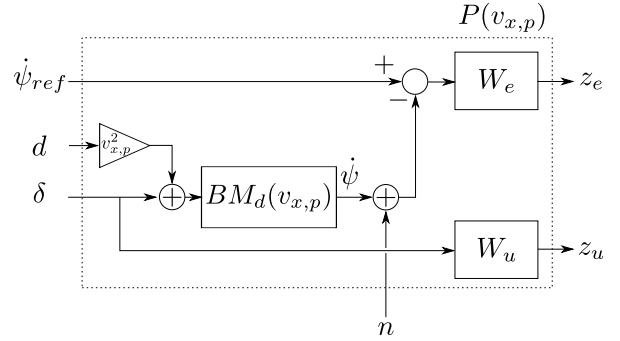 P(v_{x,p})
\dot{\psi}_{ref}
+
W_e
z_e
−
d
v_{x,p}^2
\dot{\psi}
δ
+
BM_d(v_{x,p})
+
W_u
z_u
n